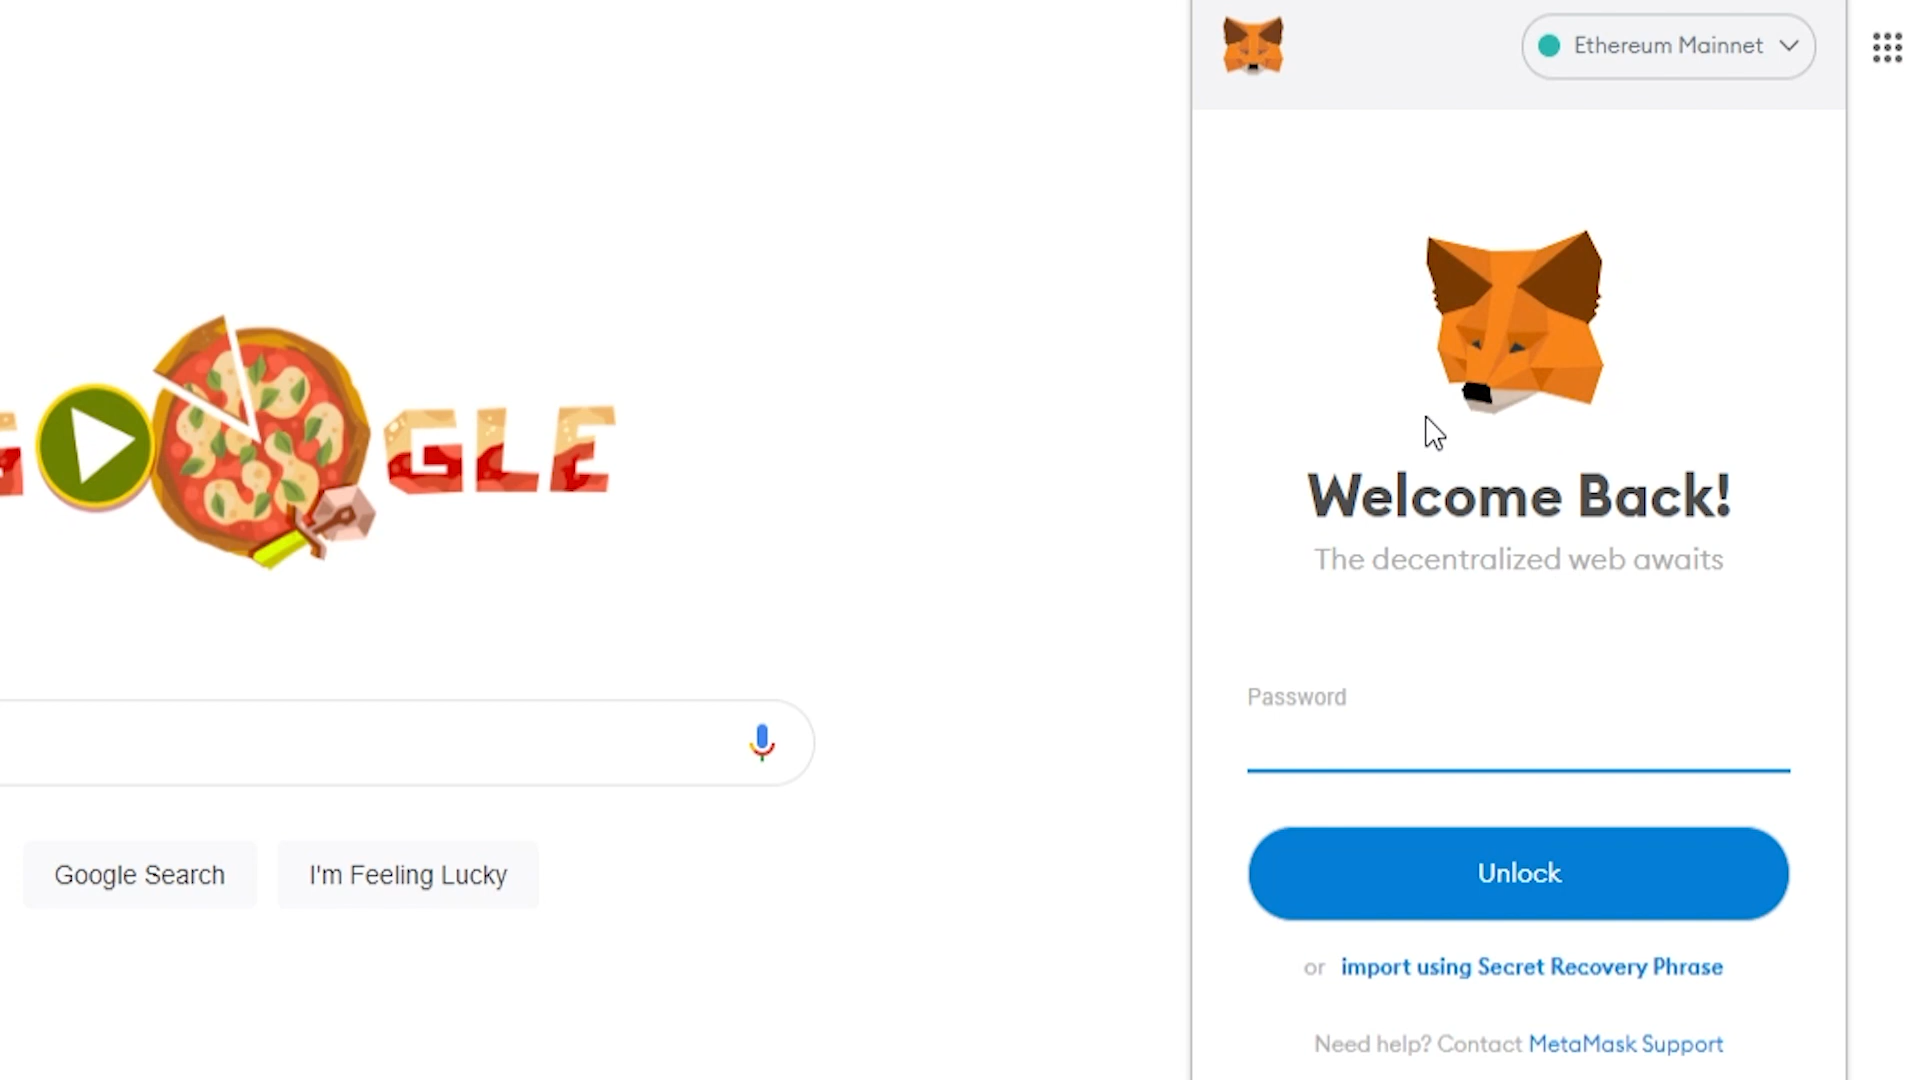 Ethereum Mainnet
GLE
Welcome Back!
The decentralized web awaits
Password
Google Search
I'm Feeling Lucky
Unlock
or import using Secret Recovery Phrase
Need help? Contact MetaMask Support